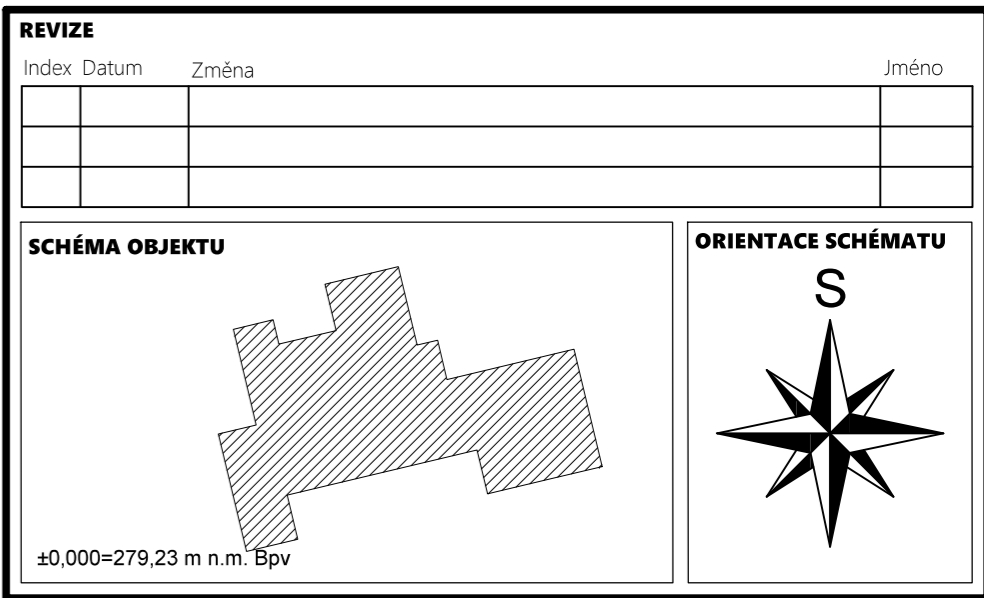 REVIZE
Index Datum Změna Jméno
SCHÉMA OBJEKTU
±0,000=279,23 m n.m. Bpv
ORIENTACE SCHÉMATU
S